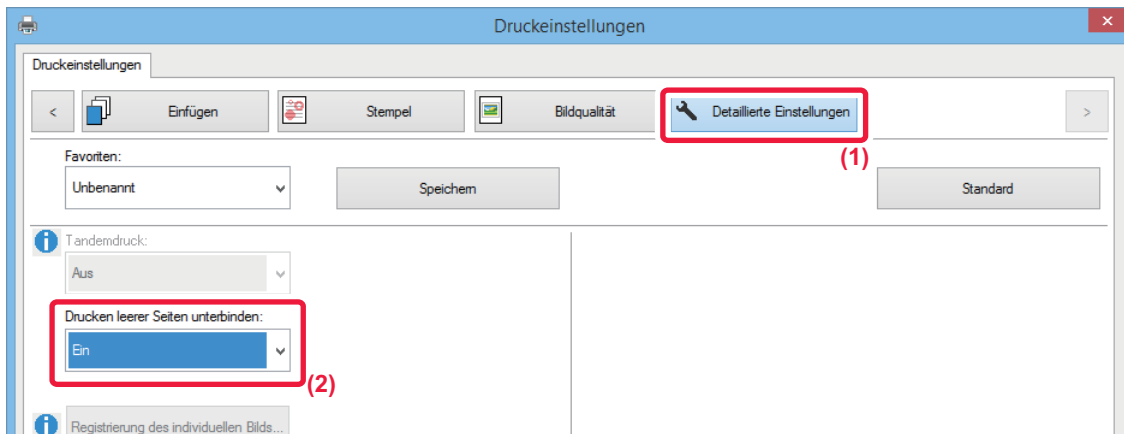 Druckeinstellungen
×
Druckeinstellungen
< Einfügen Stempel Bildqualität Detaillierte Einstellungen >
(1)
Favoriten:
Unbenannt Speichern Standard
Tandemdruck:
Aus
Drucken leerer Seiten unterbinden:
Ein
(2)
Registrierung des individuellen Bilds...